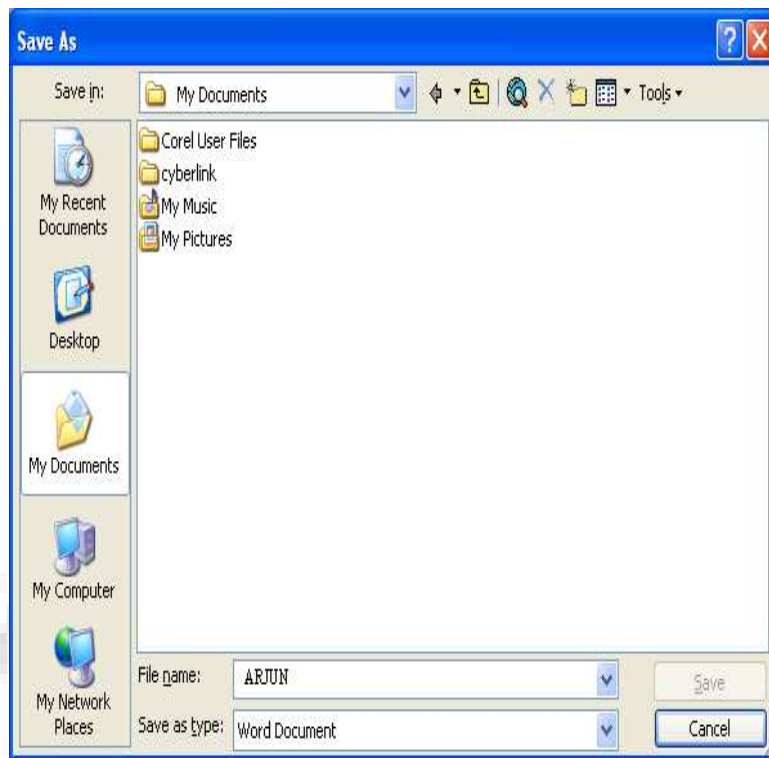 Save As
Save in: My Documents Tools
Corel User Files
cyberlink
My Music
My Pictures
My Recent
Documents
Desktop
My Documents
My Computer
My Network
Places
File name: ARJUN Save
Save as type: Word Document Cancel